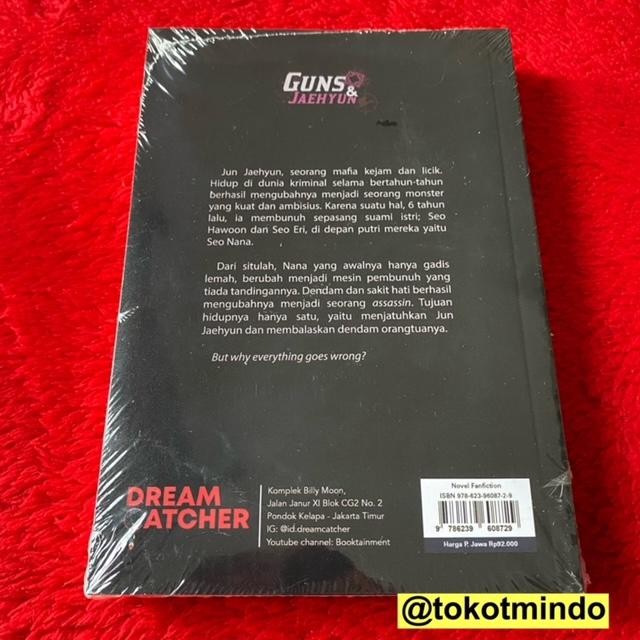 GUNS
& JAEHYUN
Jun Jaehyun, seorang mafia kejam dan licik.
Hidup di dunia kriminal selama bertahun-tahun
berhasil mengubahnya menjadi seorang monster
yang kuat dan ambisius. Karena suatu hal, 6 tahun
lalu, ia membunuh sepasang suami istri; Seo
Hawoon dan Seo Eri, di depan putri mereka yaitu
Seo Nana.
Dari situlah, Nana yang awalnya hanya gadis
lemah, berubah menjadi mesin pembunuh yang
tiada tandingannya. Dendam dan sakit hati berhasil
mengubahnya menjadi seorang assassin. Tujuan
hidupnya hanya satu, yaitu menjatuhkan Jun
Jaehyun dan membalaskan dendam orangtuanya.
But why everything goes wrong?
DREAM
CATCHER
Komplek Billy Moon,
Jalan Janur XI Blok CG2 No. 2
Pondok Kelapa - Jakarta Timur
IG: @id.dreamcatcher
Youtube channel: Booktainment
Novel Fanfiction
ISBN 978-623-96087-2-9
9 786239 608729
Harga P. Jawa Rp92.000
@tokotmindo